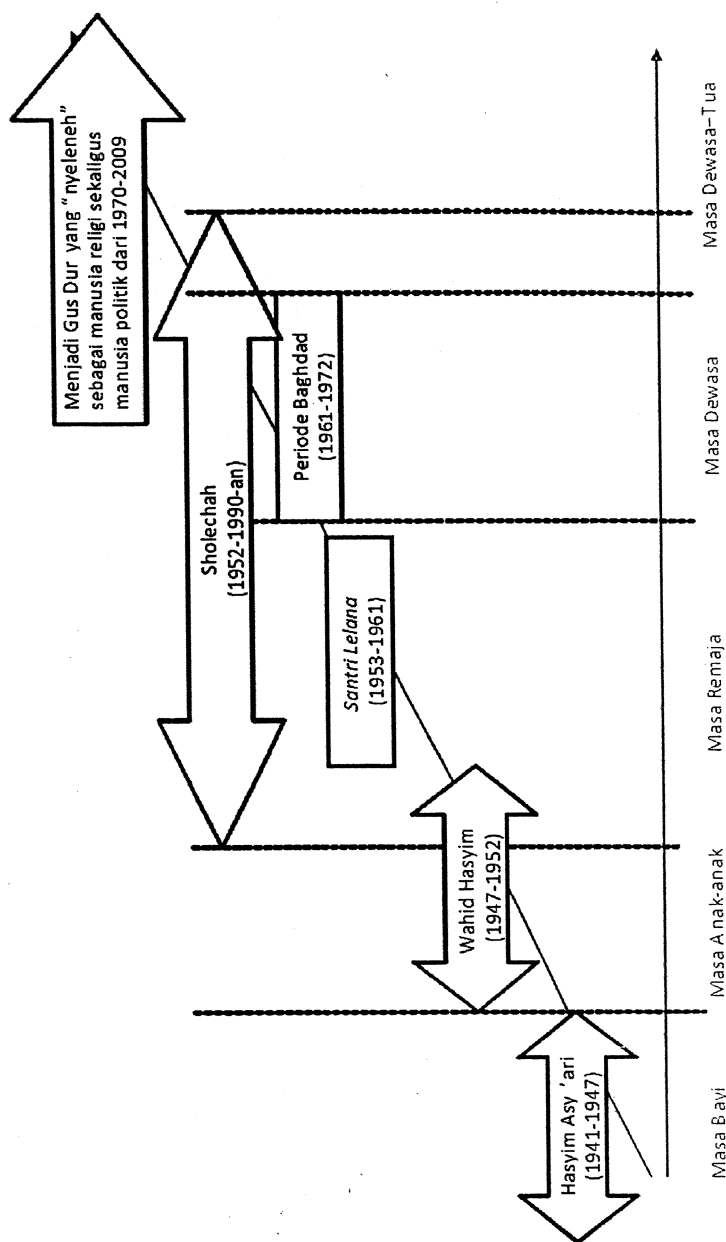 Menjadi Gus Dur yang "nyeleneh"
sebagai manusia religi sekaligus
manusia politik dari 1970-2009
Sholechah
(1952-1990-an)
Periode Baghdad
(1961-1972)
Santri Lelana
(1953-1961)
Wahid Hasyim
(1947-1952)
Hasyim Asy 'ari
(1941-1947)
Masa Bayi
Masa Anak-anak
Masa Remaja
Masa Dewasa
Masa Dewasa–Tua